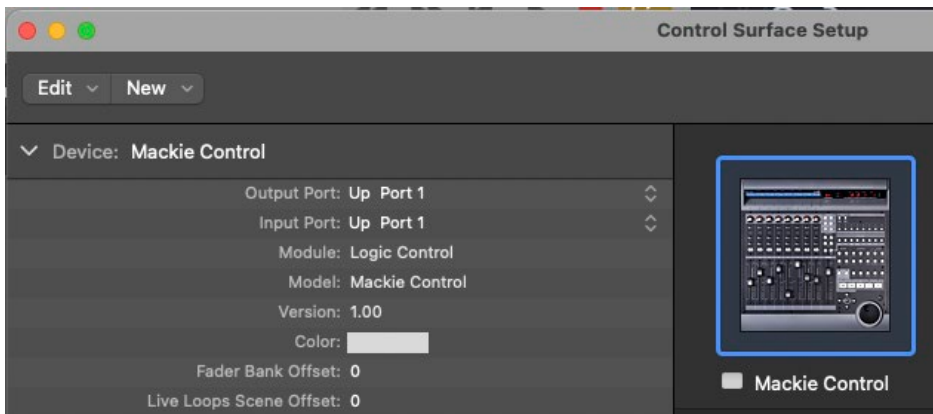 Control Surface Setup
Edit New
Device: Mackie Control
Output Port: Up Port 1
Input Port: Up Port 1
Module: Logic Control
Model: Mackie Control
Version: 1.00
Color:
Fader Bank Offset: 0
Live Loops Scene Offset: 0
Mackie Control